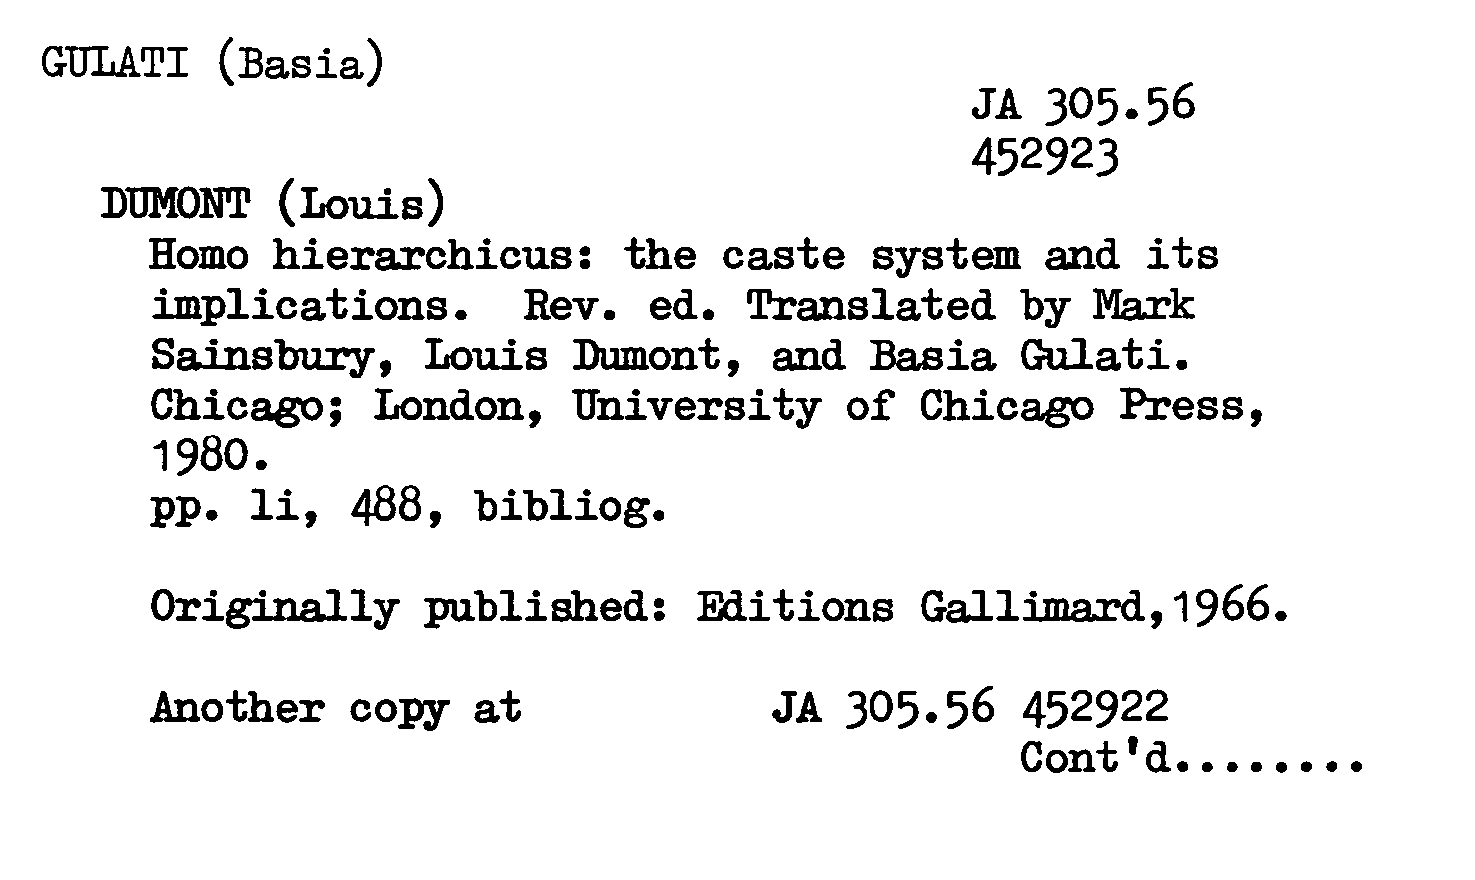 GULATI (Basia)
JA 305.56
452923
DUMONT (Louis)
Homo hierarchicus: the caste system and its
implications. Rev. ed. Translated by Mark
Sainsbury, Louis Dumont, and Basia Gulati.
Chicago; London, University of Chicago Press,
1980.
pp. li, 488, bibliog.
Originally published: Editions Gallimard,1966.
Another copy at JA 305.56 452922
Cont'd........